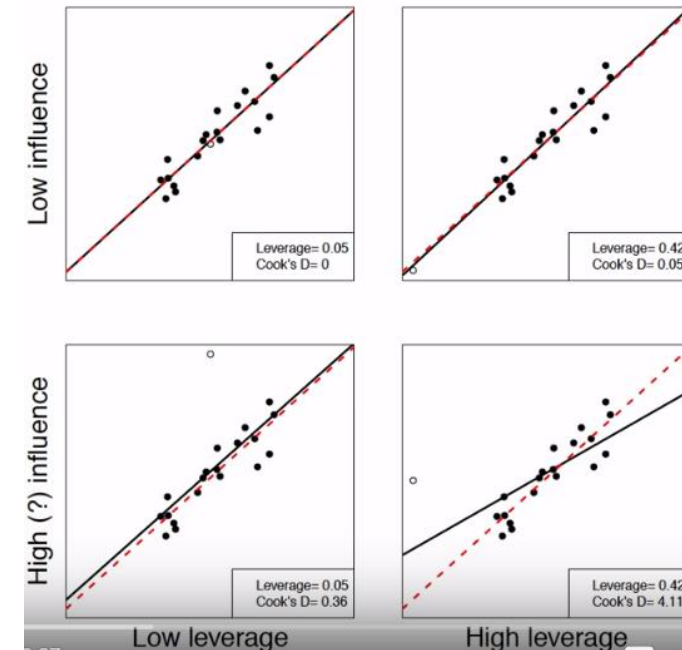 Low influence
Leverage= 0.05
Cook's D= 0
Leverage= 0.42
Cook's D= 0.05
High (?) influence
Leverage= 0.05
Cook's D= 0.36
Leverage= 0.42
Cook's D= 4.11
Low leverage
High leverage